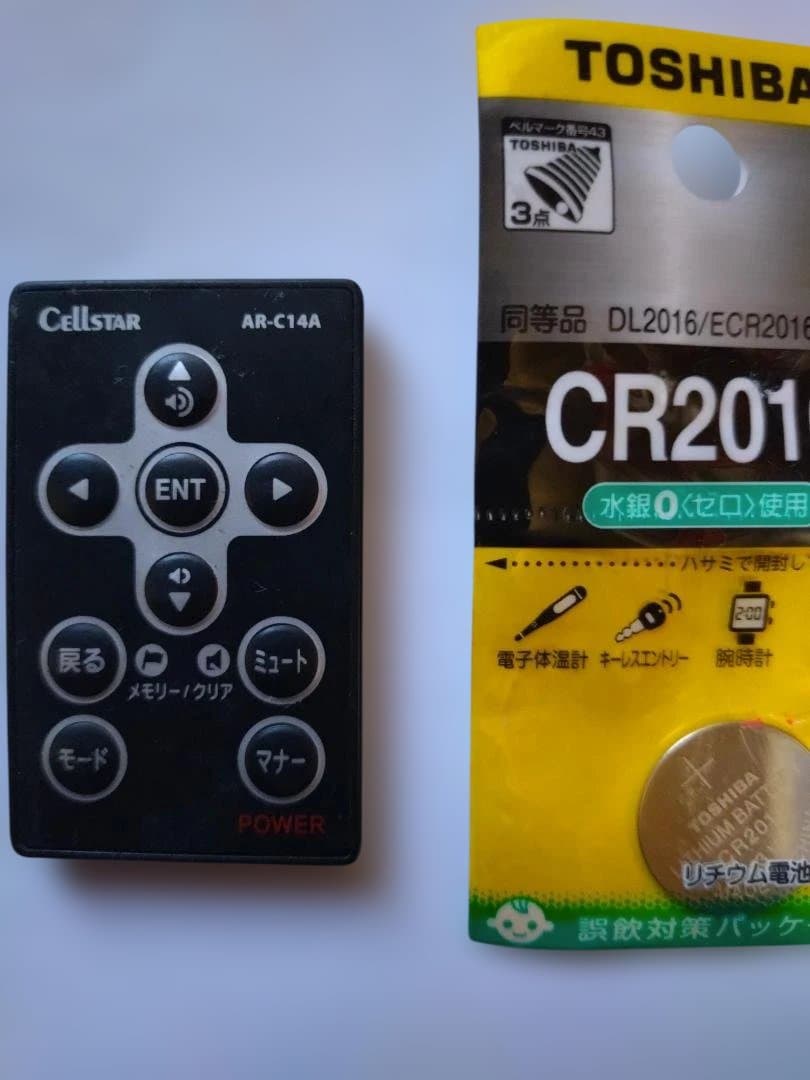 CELLSTAR AR-C14A
ENT
戻る
ミュート
メモリー/クリア
モード
マナー
POWER
TOSHIBA
ベルマーク番号43
TOSHIBA
3点
同等品 DL2016/ECR2016
CR201
水銀0〈ゼロ〉使用
ハサミで開封し
2:00
電子体温計 キーレスエントリー 腕時計
+
TOSHIBA
LITHIUM BATT
CR201
リチウム電池
誤飲対策パッケ